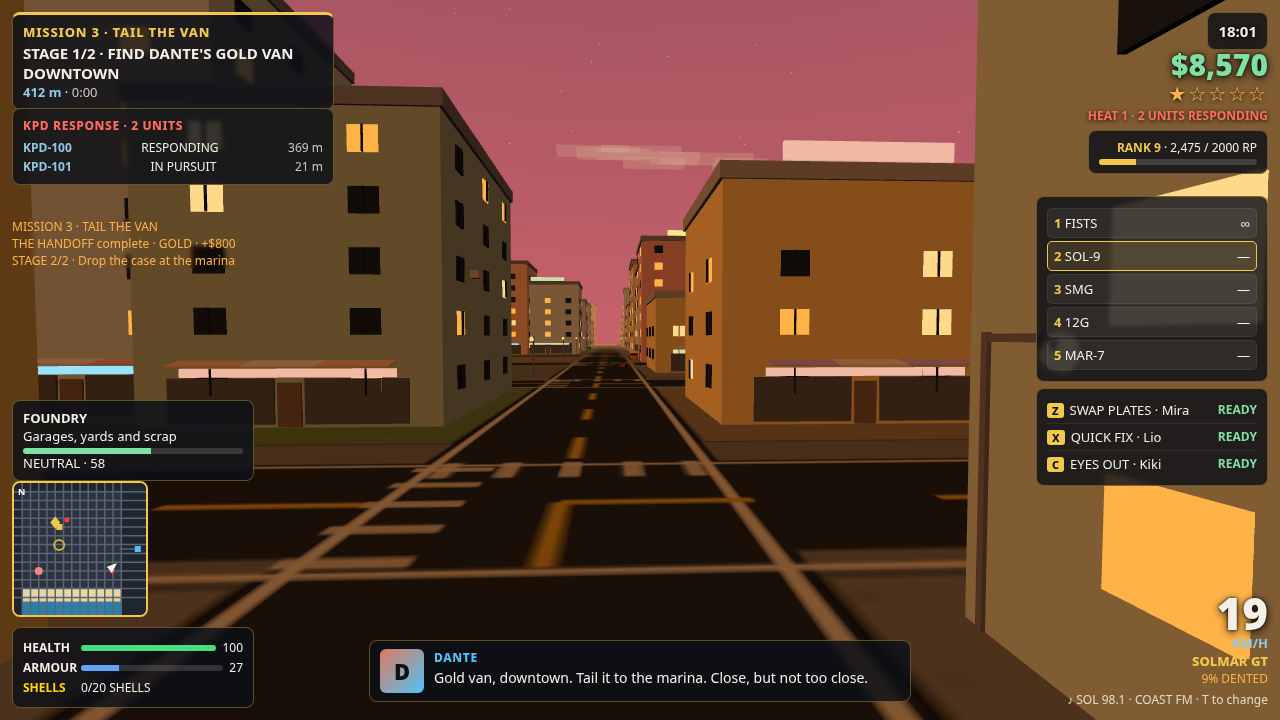 MISSION 3 · TAIL THE VAN
STAGE 1/2 · FIND DANTE'S GOLD VAN
DOWNTOWN
412 m · 0:00
KPD RESPONSE · 2 UNITS
KPD-100 RESPONDING 369 m
KPD-101 IN PURSUIT 21 m
MISSION 3 · TAIL THE VAN
THE HANDOFF complete · GOLD · +$800
STAGE 2/2 · Drop the case at the marina
18:01
$8,570
★☆☆☆☆
HEAT 1 · 2 UNITS RESPONDING
RANK 9 · 2,475 / 2000 RP
1 FISTS ∞
2 SOL-9 —
3 SMG —
4 12G —
5 MAR-7 —
Z SWAP PLATES · Mira READY
X QUICK FIX · Lio READY
C EYES OUT · Kiki READY
FOUNDRY
Garages, yards and scrap
NEUTRAL · 58
N
HEALTH 100
ARMOUR 27
SHELLS 0/20 SHELLS
D
DANTE
Gold van, downtown. Tail it to the marina. Close, but not too close.
19
KM/H
SOLMAR GT
9% DENTED
♪ SOL 98.1 · COAST FM · T to change